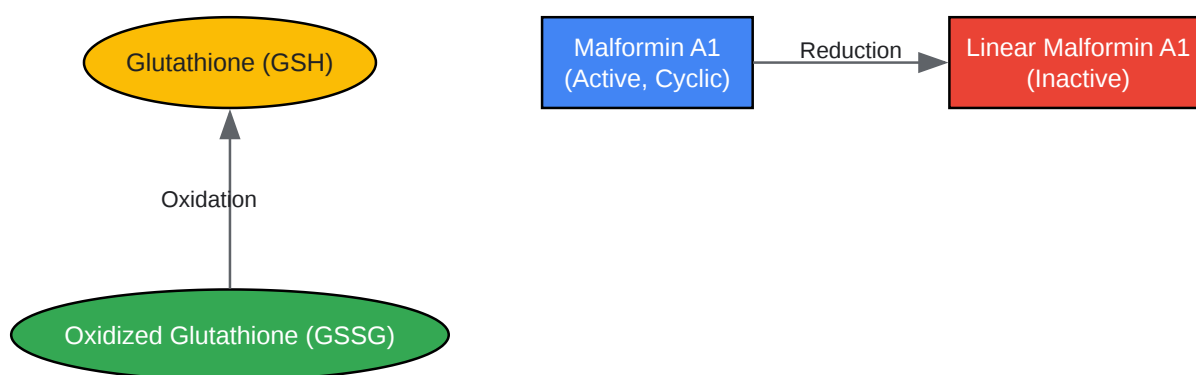 Glutathione (GSH)
Malformin A1
(Active, Cyclic)
Reduction
Linear Malformin A1
(Inactive)
Oxidation
Oxidized Glutathione (GSSG)